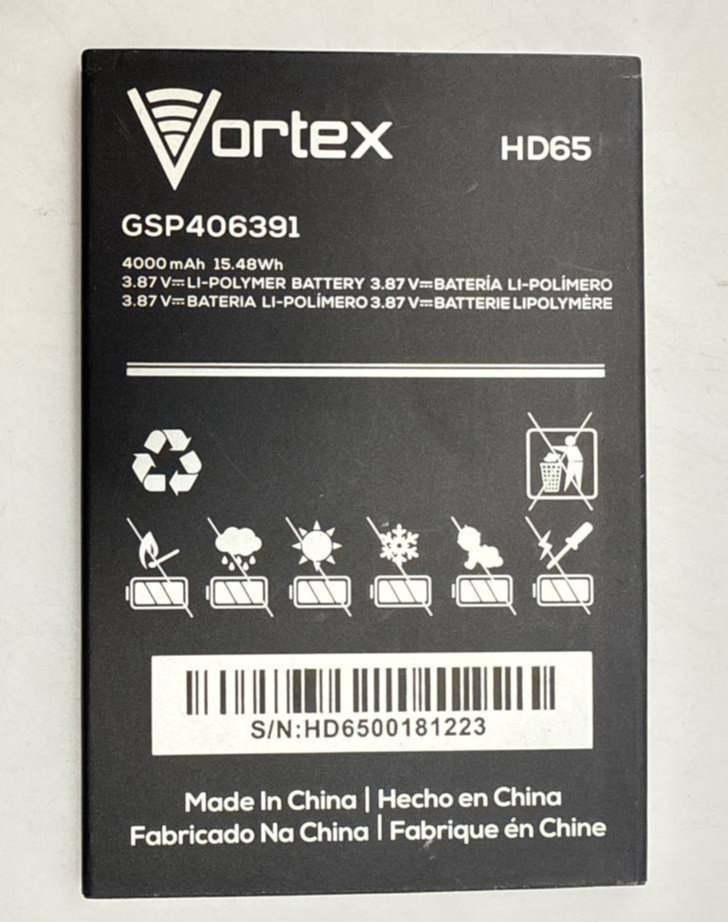 Vortex
HD65
GSP406391
4000 mAh 15.48Wh
3.87 V⎓LI-POLYMER BATTERY 3.87 V⎓BATERÍA LI-POLÍMERO
3.87 V⎓BATERIA LI-POLÍMERO 3.87 V⎓BATTERIE LIPOLYMÈRE
S/N:HD6500181223
Made In China | Hecho en China
Fabricado Na China | Fabrique én Chine